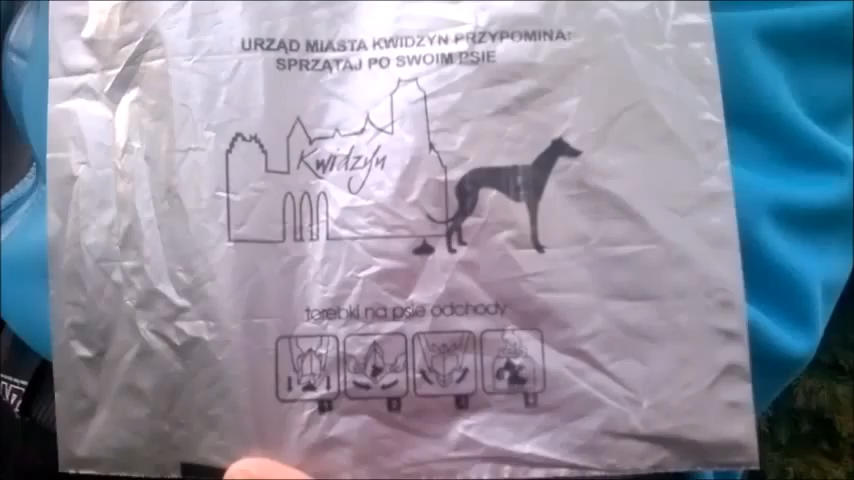 URZĄD MIASTA KWIDZYN PRZYPOMINA:
SPRZĄTAJ PO SWOIM PSIE
Kwidzyn
torebki na psie odchody